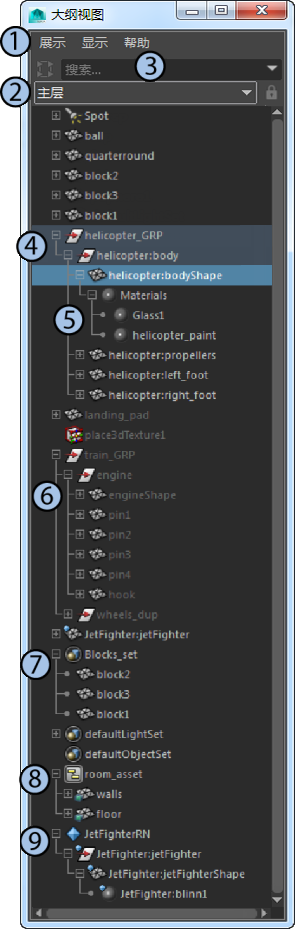 大纲视图
1
展示 显示 帮助
3
搜索...
2
主层
Spot
ball
quarterround
block2
block3
block1
4
helicopter_GRP
helicopter:body
helicopter:bodyShape
Materials
5
Glass1
helicopter_paint
helicopter:propellers
helicopter:left_foot
helicopter:right_foot
landing_pad
place3dTexture1
train_GRP
engine
6
engineShape
pin1
pin2
pin3
pin4
hook
wheels_dup
JetFighter:jetFighter
7
Blocks_set
block2
block3
block1
defaultLightSet
defaultObjectSet
8
room_asset
walls
floor
9
JetFighterRN
JetFighter:jetFighter
JetFighter:jetFighterShape
JetFighter:blinn1